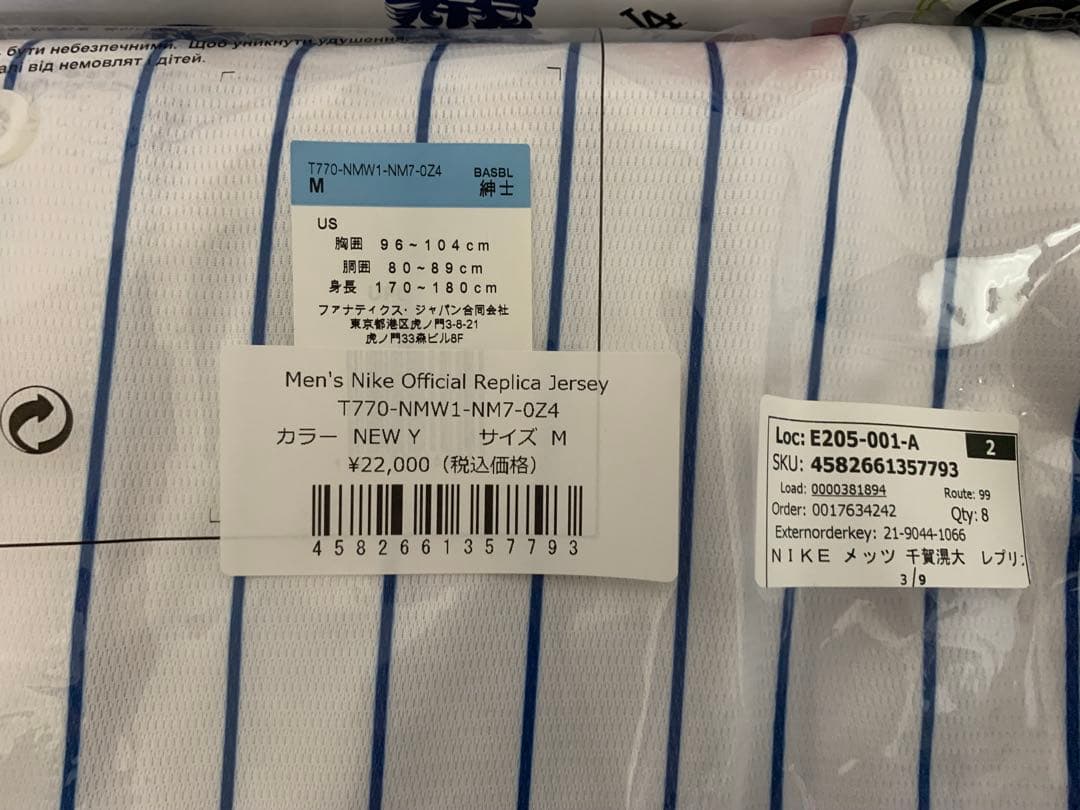 бути небезпечними. Щоб уникнути удушення,
від немовлят і дітей.
T770-NMW1-NM7-0Z4
BASBL
M
紳士
US
胸囲 96~104cm
胴囲 80~89cm
身長 170~180cm
ファナティクス・ジャパン合同会社
東京都港区虎ノ門3-8-21
虎ノ門33森ビル8F
Men's Nike Official Replica Jersey
T770-NMW1-NM7-0Z4
カラー NEW Y サイズ M
¥22,000（税込価格）
4582661357793
Loc: E205-001-A
2
SKU: 4582661357793
Load: 0000381894 Route: 99
Order: 0017634242 Qty: 8
Externorderkey: 21-9044-1066
NIKE メッツ 千賀滉大 レプリ
3/9